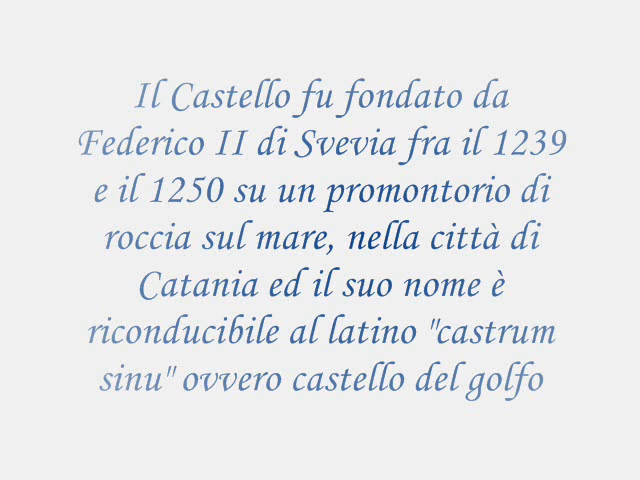 Il Castello fu fondato da
Federico II di Svevia fra il 1239
e il 1250 su un promontorio di
roccia sul mare, nella città di
Catania ed il suo nome è
riconducibile al latino "castrum
sinu" ovvero castello del golfo